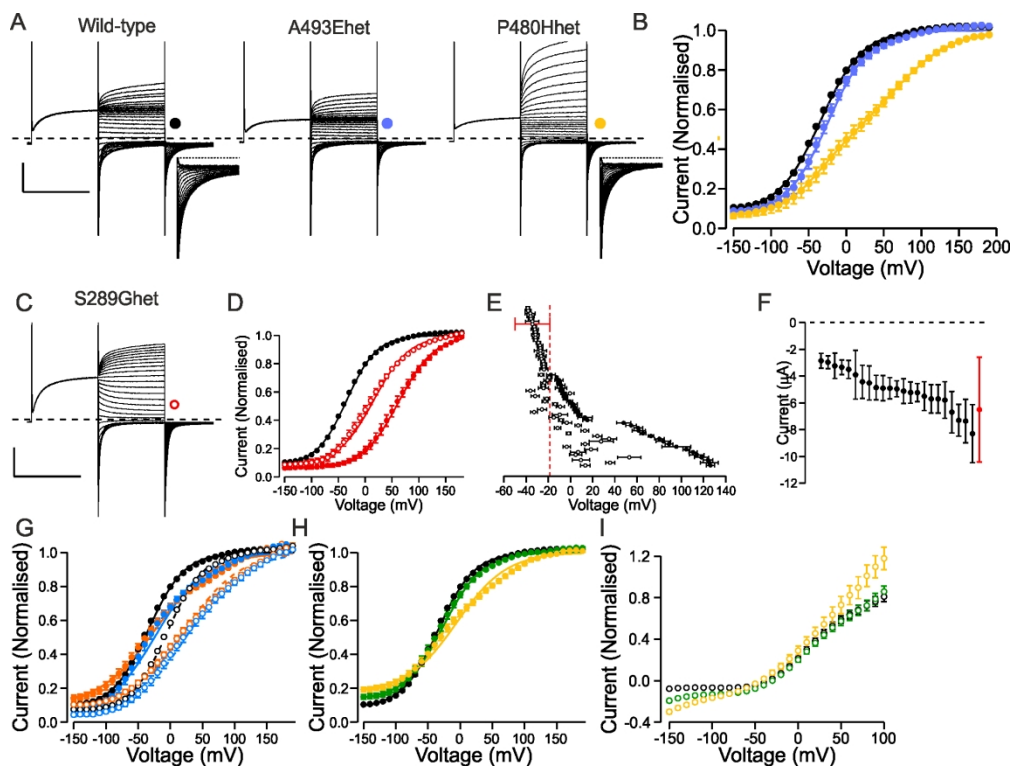 A Wild-type A493Ehet P480Hhet B
Current (Normalised)
1.0
0.8
0.6
0.4
0.2
0.0
-150 -100 -50 0 50 100 150 200
Voltage (mV)
C S289Ghet D E F
Current (Normalised)
1.0
0.8
0.6
0.4
0.2
0.0
-150 -100 -50 0 50 100 150
Voltage (mV)
-60 -40 -20 0 20 40 60 80 100 120 140
Voltage (mV)
Current (µA)
0
-2
-4
-6
-8
-10
-12
G H I
Current (Normalised)
1.0
0.8
0.6
0.4
0.2
0.0
-150 -100 -50 0 50 100 150
Voltage (mV)
Current (Normalised)
1.0
0.8
0.6
0.4
0.2
0.0
-150 -100 -50 0 50 100 150
Voltage (mV)
Current (Normalised)
1.2
0.8
0.4
0.0
-0.4
-150 -100 -50 0 50 100
Voltage (mV)